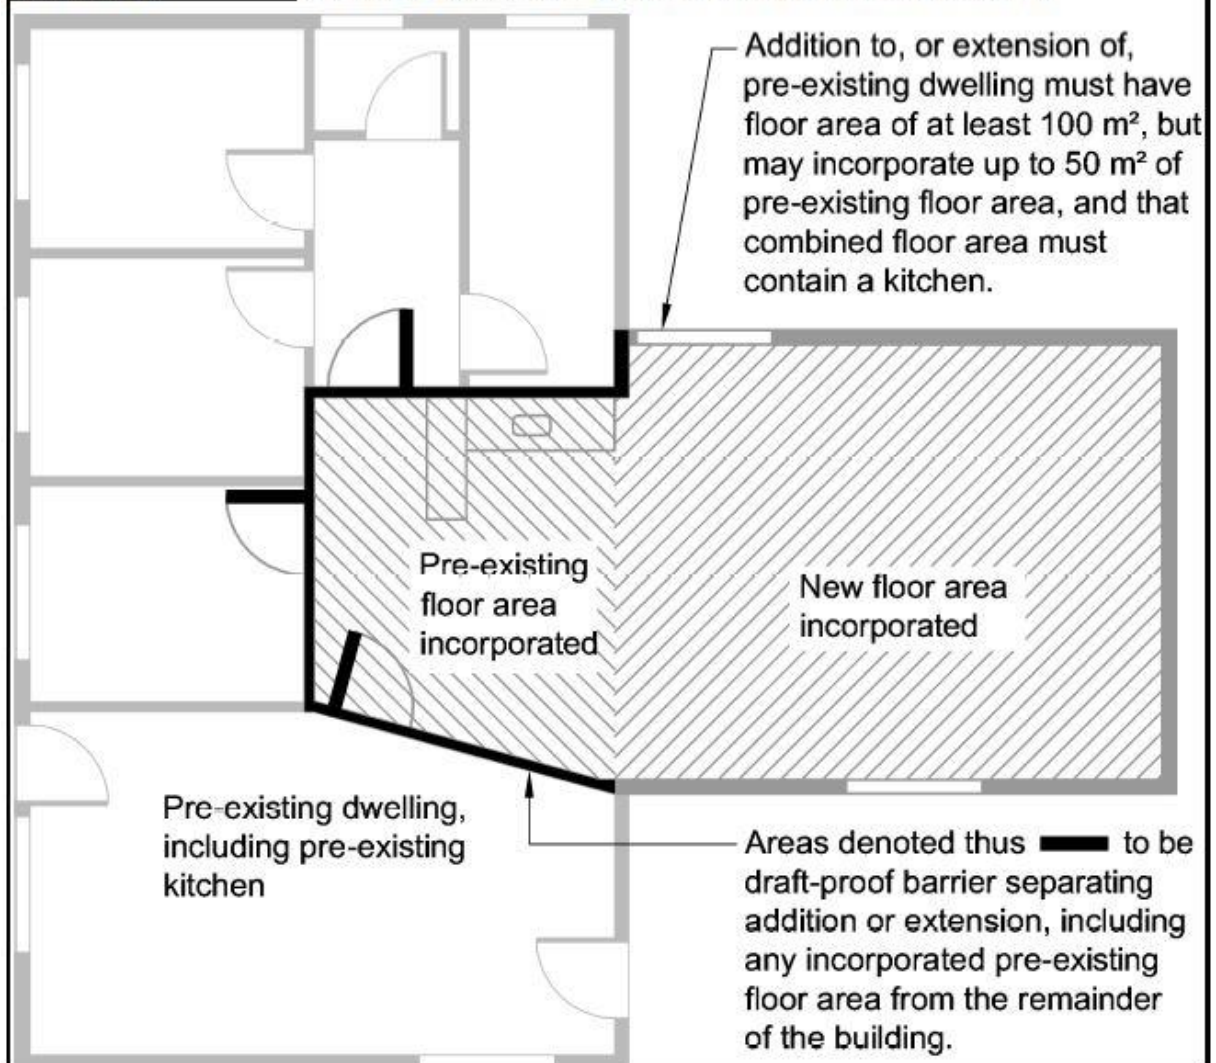 Addition to, or extension of,
pre-existing dwelling must have
floor area of at least 100 m², but
may incorporate up to 50 m² of
pre-existing floor area, and that
combined floor area must
contain a kitchen.
Pre-existing
floor area
incorporated
New floor area
incorporated
Pre-existing dwelling,
including pre-existing
kitchen
Areas denoted thus to be
draft-proof barrier separating
addition or extension, including
any incorporated pre-existing
floor area from the remainder
of the building.